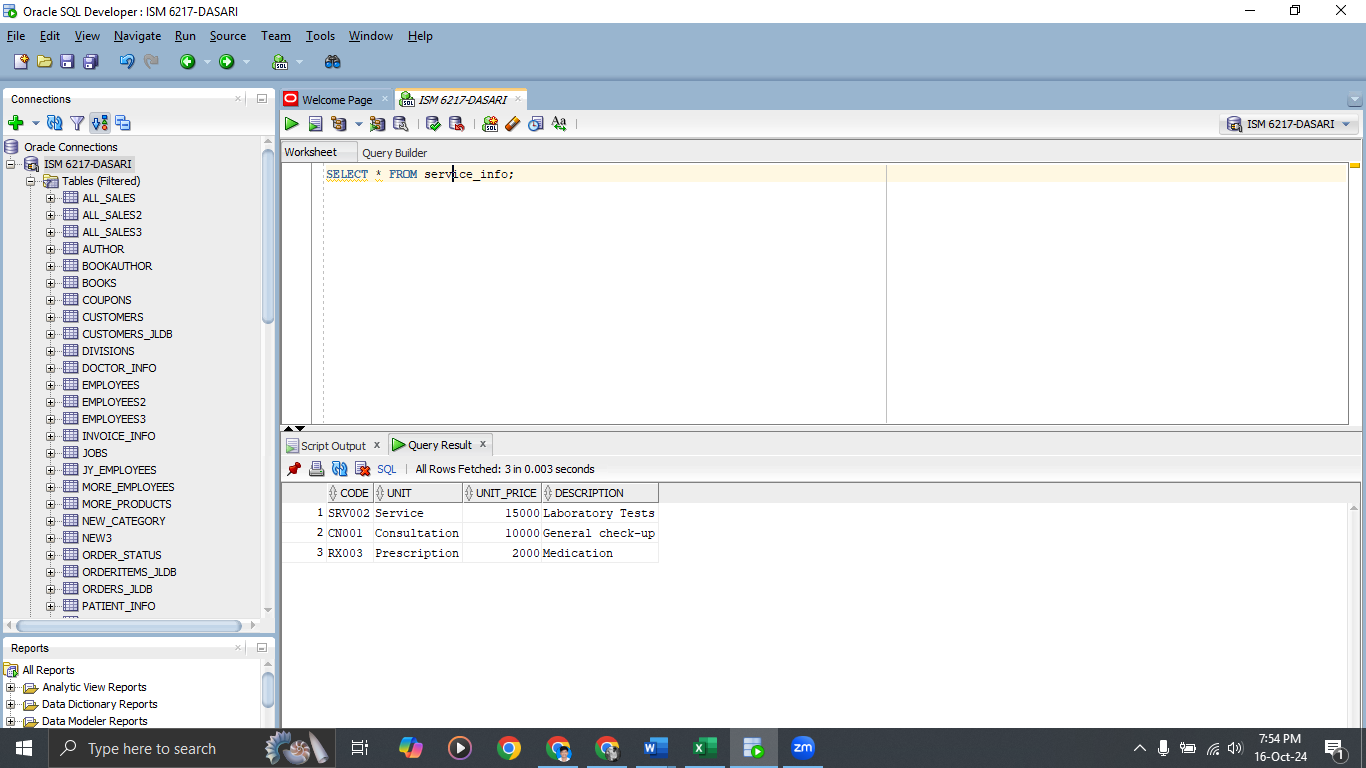 Oracle SQL Developer : ISM 6217-DASARI
File Edit View Navigate Run Source Team Tools Window Help
Connections
Oracle Connections
ISM 6217-DASARI
Tables (Filtered)
ALL_SALES
ALL_SALES2
ALL_SALES3
AUTHOR
BOOKAUTHOR
BOOKS
COUPONS
CUSTOMERS
CUSTOMERS_JLDB
DIVISIONS
DOCTOR_INFO
EMPLOYEES
EMPLOYEES2
EMPLOYEES3
INVOICE_INFO
JOBS
JY_EMPLOYEES
MORE_EMPLOYEES
MORE_PRODUCTS
NEW_CATEGORY
NEW3
ORDER_STATUS
ORDERITEMS_JLDB
ORDERS_JLDB
PATIENT_INFO
Reports
All Reports
Analytic View Reports
Data Dictionary Reports
Data Modeler Reports
Welcome Page ISM 6217-DASARI
ISM 6217-DASARI
Worksheet Query Builder
SELECT * FROM service_info;
Script Output x Query Result x
SQL | All Rows Fetched: 3 in 0.003 seconds
CODE UNIT UNIT_PRICE DESCRIPTION
1 SRV002 Service 15000 Laboratory Tests
2 CN001 Consultation 10000 General check-up
3 RX003 Prescription 2000 Medication
Type here to search
zm
7:54 PM
16-Oct-24
1